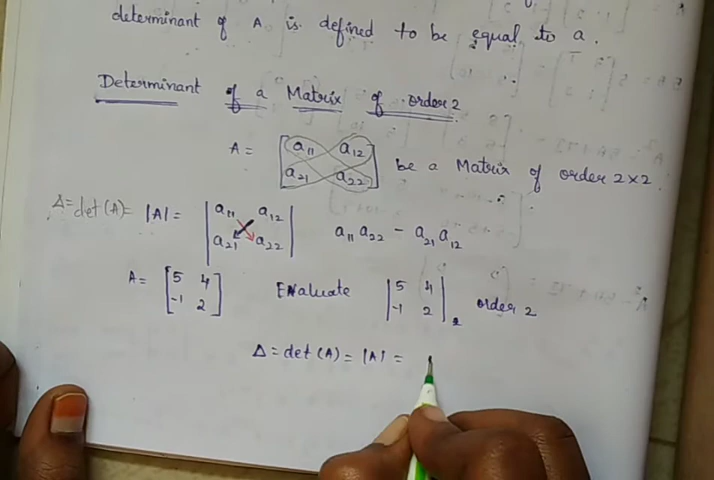 determinant of A is defined to be equal to a.
Determinant of a Matrix of order 2
A = [a11 a12 a21 a22] be a Matrix of order 2×2.
Δ = det (A) = |A| = |a11 a12 a21 a22| a11 a22 - a21 a12
A = [5 4 -1 2] Evaluate |5 4 -1 2|2 order 2
Δ = det (A) = |A| =